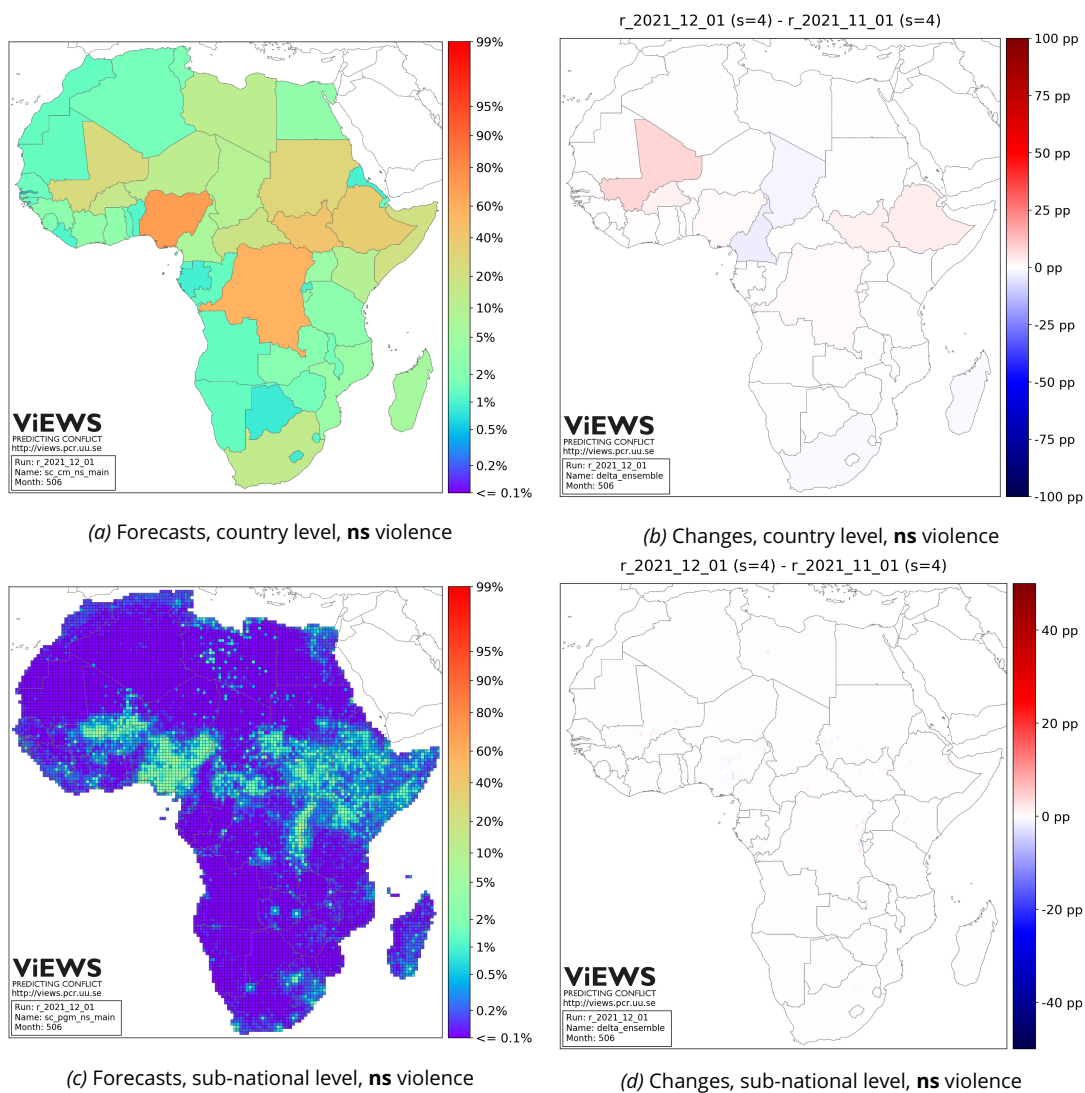 99%
95%
90%
80%
60%
40%
20%
10%
5%
2%
1%
0.5%
0.2%
<= 0.1%
ViEWS
PREDICTING CONFLICT
http://views.pcr.uu.se
Run: r_2021_12_01
Name: sc_cm_ns_main
Month: 506
(a) Forecasts, country level, ns violence
r_2021_12_01 (s=4) - r_2021_11_01 (s=4)
100 pp
75 pp
50 pp
25 pp
0 pp
-25 pp
-50 pp
-75 pp
-100 pp
ViEWS
PREDICTING CONFLICT
http://views.pcr.uu.se
Run: r_2021_12_01
Name: delta_ensemble
Month: 506
(b) Changes, country level, ns violence
99%
95%
90%
80%
60%
40%
20%
10%
5%
2%
1%
0.5%
0.2%
<= 0.1%
ViEWS
PREDICTING CONFLICT
http://views.pcr.uu.se
Run: r_2021_12_01
Name: sc_pgm_ns_main
Month: 506
(c) Forecasts, sub-national level, ns violence
r_2021_12_01 (s=4) - r_2021_11_01 (s=4)
40 pp
20 pp
0 pp
-20 pp
-40 pp
ViEWS
PREDICTING CONFLICT
http://views.pcr.uu.se
Run: r_2021_12_01
Name: delta_ensemble
Month: 506
(d) Changes, sub-national level, ns violence